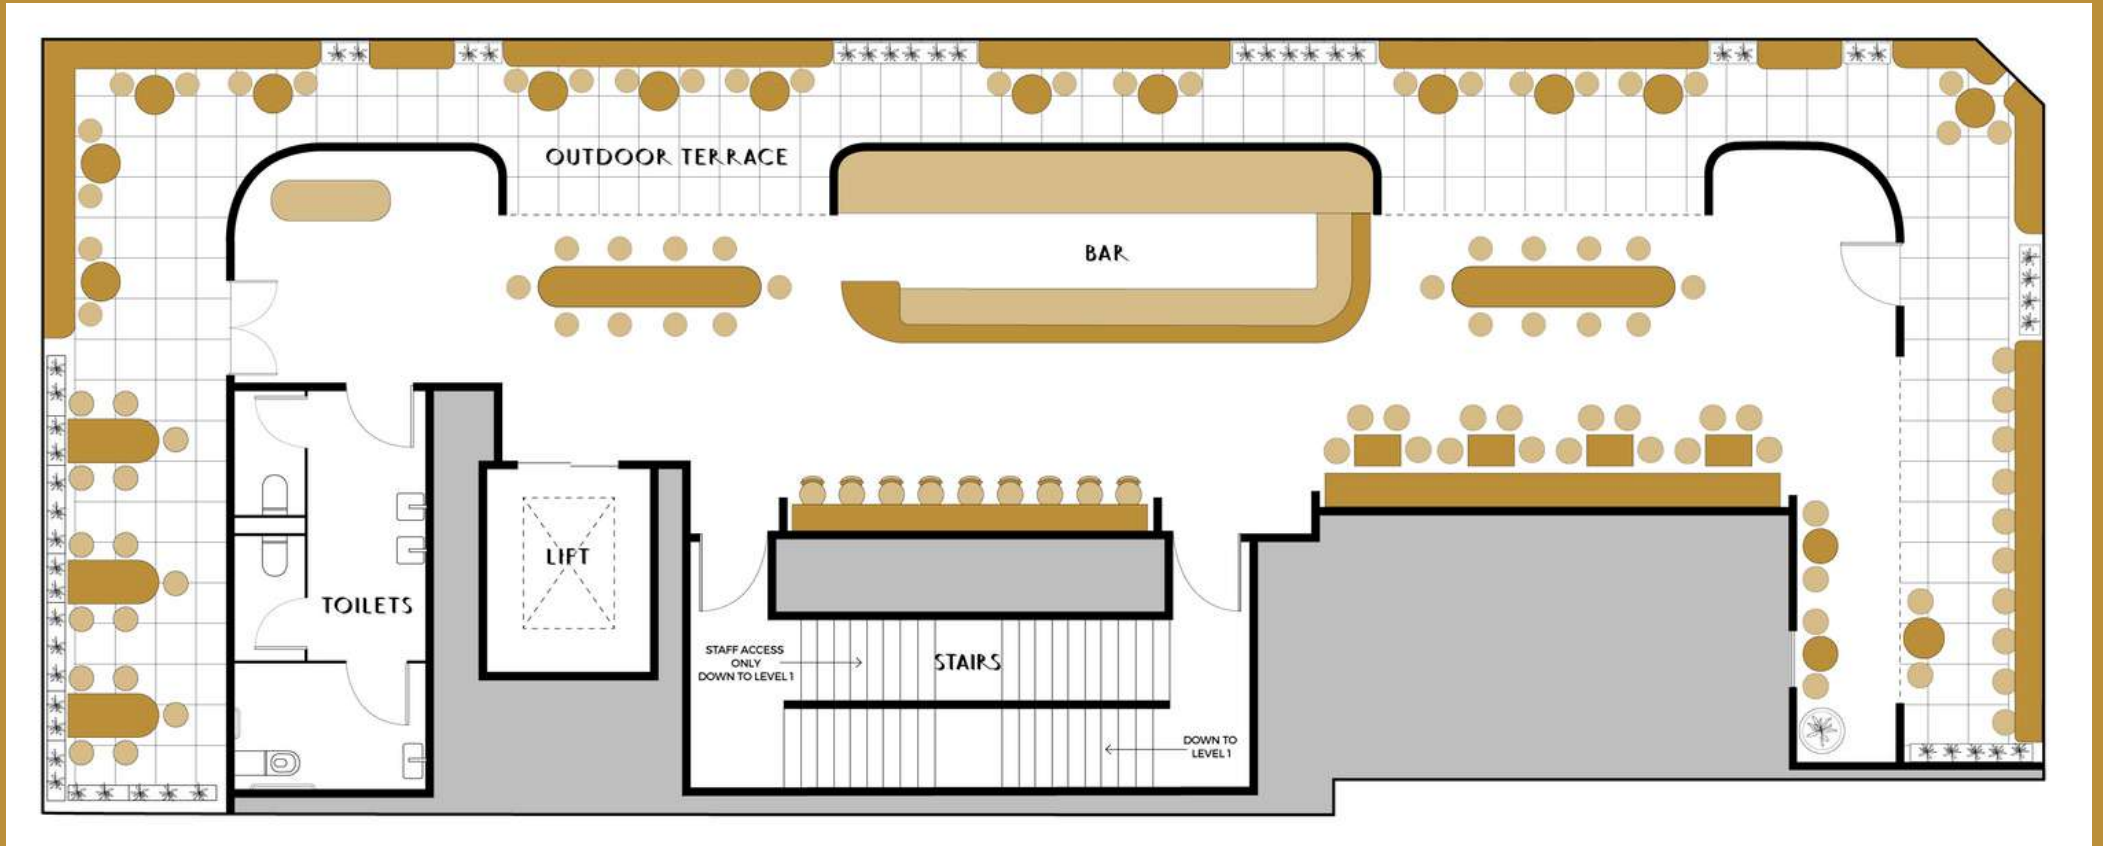 OUTDOOR TERRACE
BAR
LIFT
TOILETS
STAFF ACCESS
ONLY
DOWN TO LEVEL 1
STAIRS
DOWN TO
LEVEL 1